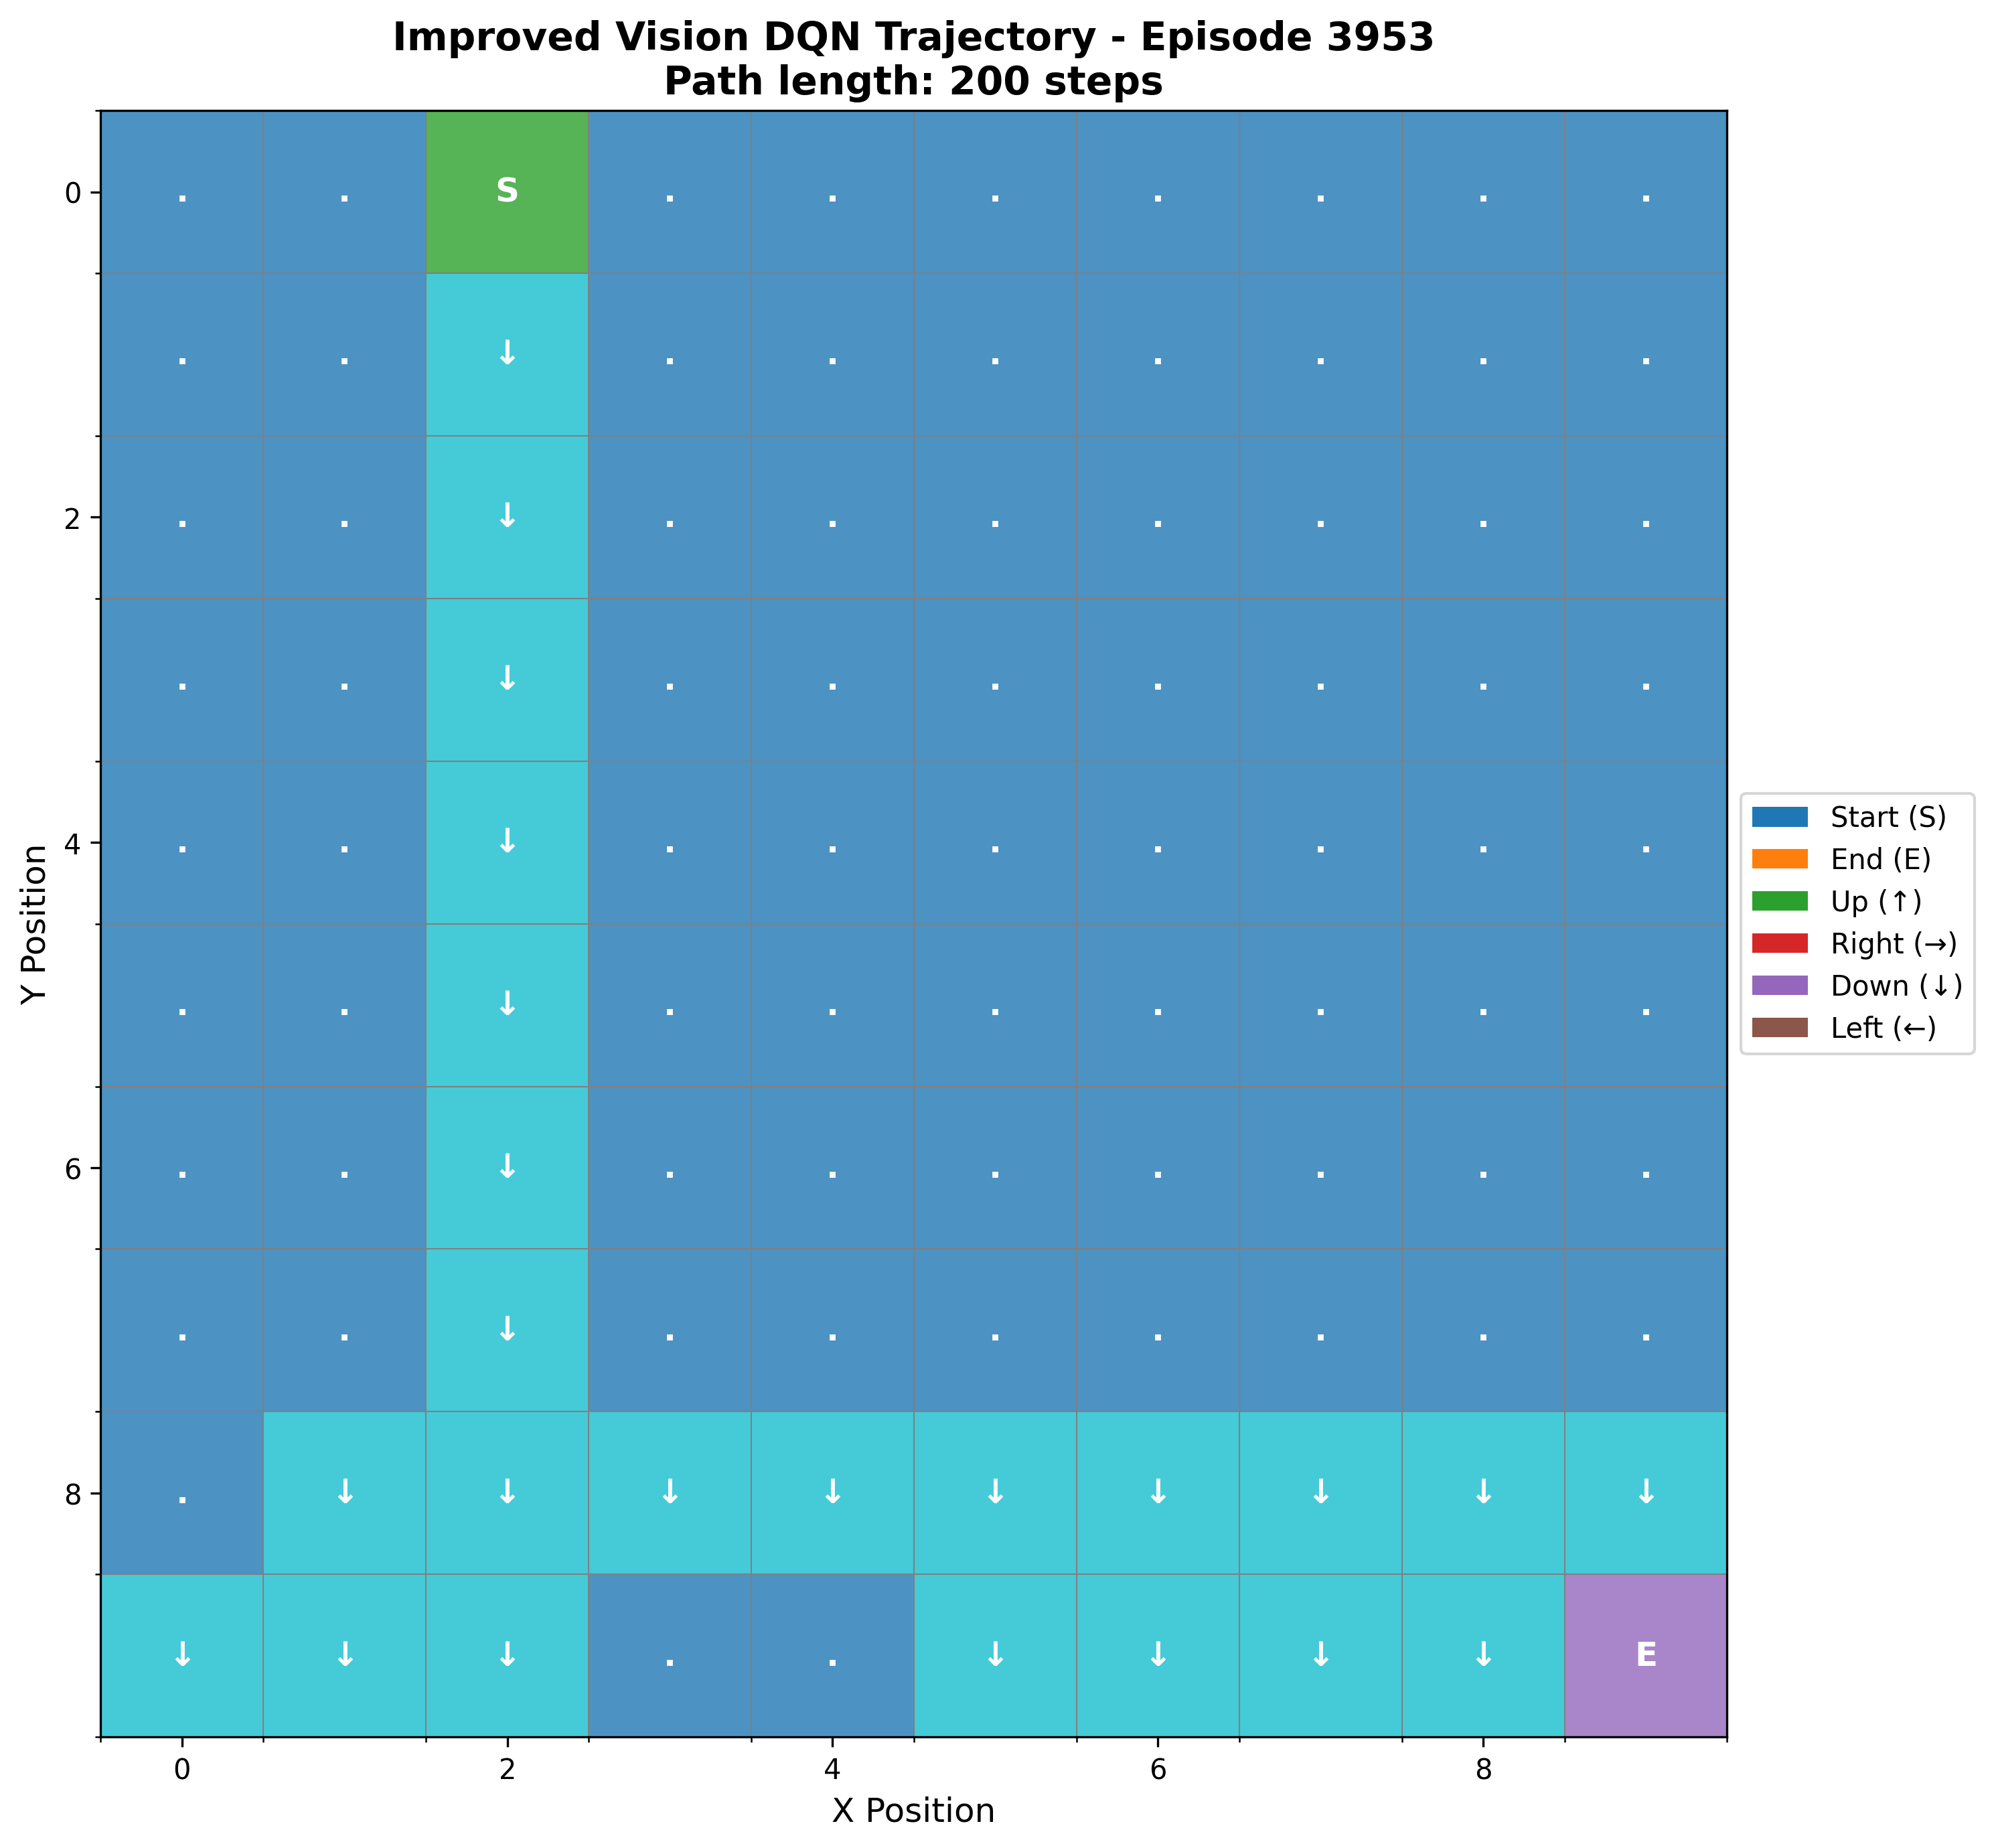 Improved Vision DQN Trajectory - Episode 3953
Path length: 200 steps
0 . . S . . . . . . .
. . ↓ . . . . . . .
2 . . ↓ . . . . . . .
. . ↓ . . . . . . .
4 . . ↓ . . . . . . .
. . ↓ . . . . . . .
6 . . ↓ . . . . . . .
. . ↓ . . . . . . .
8 . ↓ ↓ ↓ ↓ ↓ ↓ ↓ ↓ ↓
↓ ↓ ↓ . . ↓ ↓ ↓ ↓ E
0 2 4 6 8
X Position
Y Position
Start (S)
End (E)
Up (↑)
Right (→)
Down (↓)
Left (←)